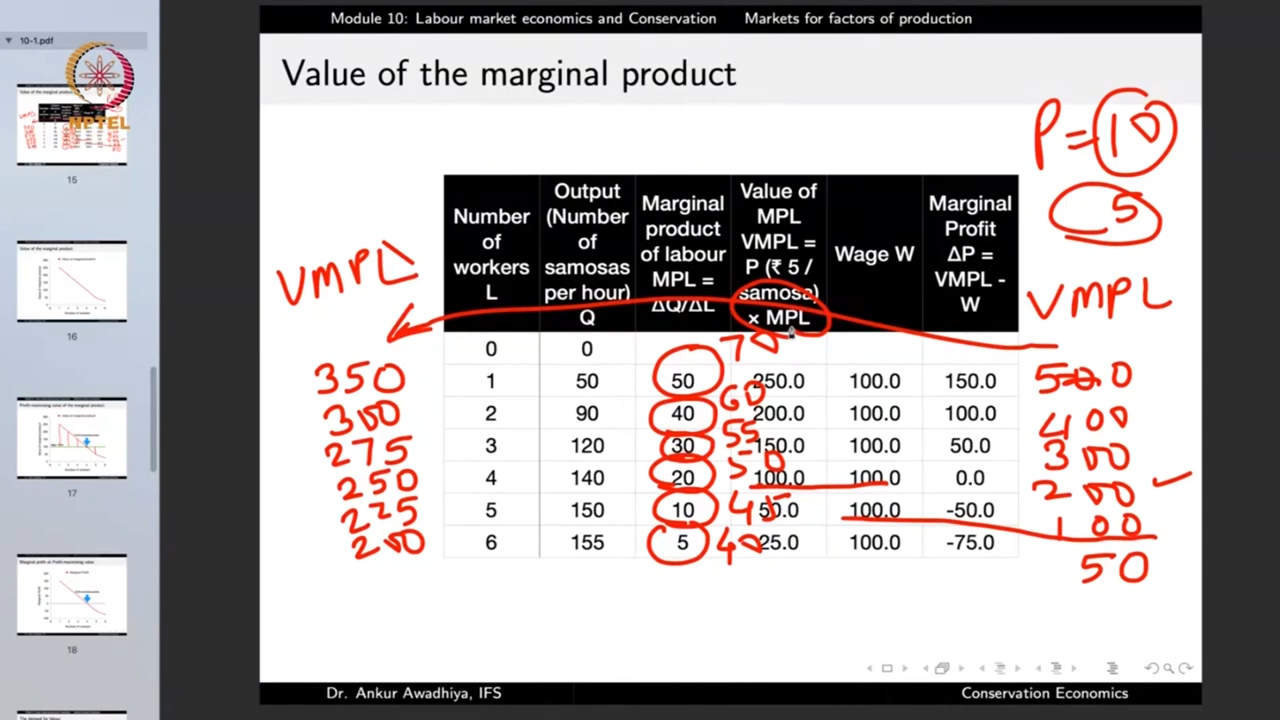 Module 10: Labour market economics and Conservation Markets for factors of production
10-1.pdf
NPTEL
15
16
17
18
Value of the marginal product
P = 10
5
VMPL
VMPL
Number of workers L
Output (Number of samosas per hour) Q
Marginal product of labour MPL = ΔQ/ΔL
Value of MPL VMPL = P (₹ 5 / samosa) × MPL
Wage W
Marginal Profit ΔP = VMPL - W
0 0
70
350 1 50 50 250.0 100.0 150.0 500.0
60
300 2 90 40 200.0 100.0 100.0 400
55
275 3 120 30 150.0 100.0 50.0 300
50
250 4 140 20 100.0 100.0 0.0 200
225 5 150 10 45 50.0 100.0 -50.0 100
200 6 155 5 40 25.0 100.0 -75.0 50
Dr. Ankur Awadhiya, IFS Conservation Economics